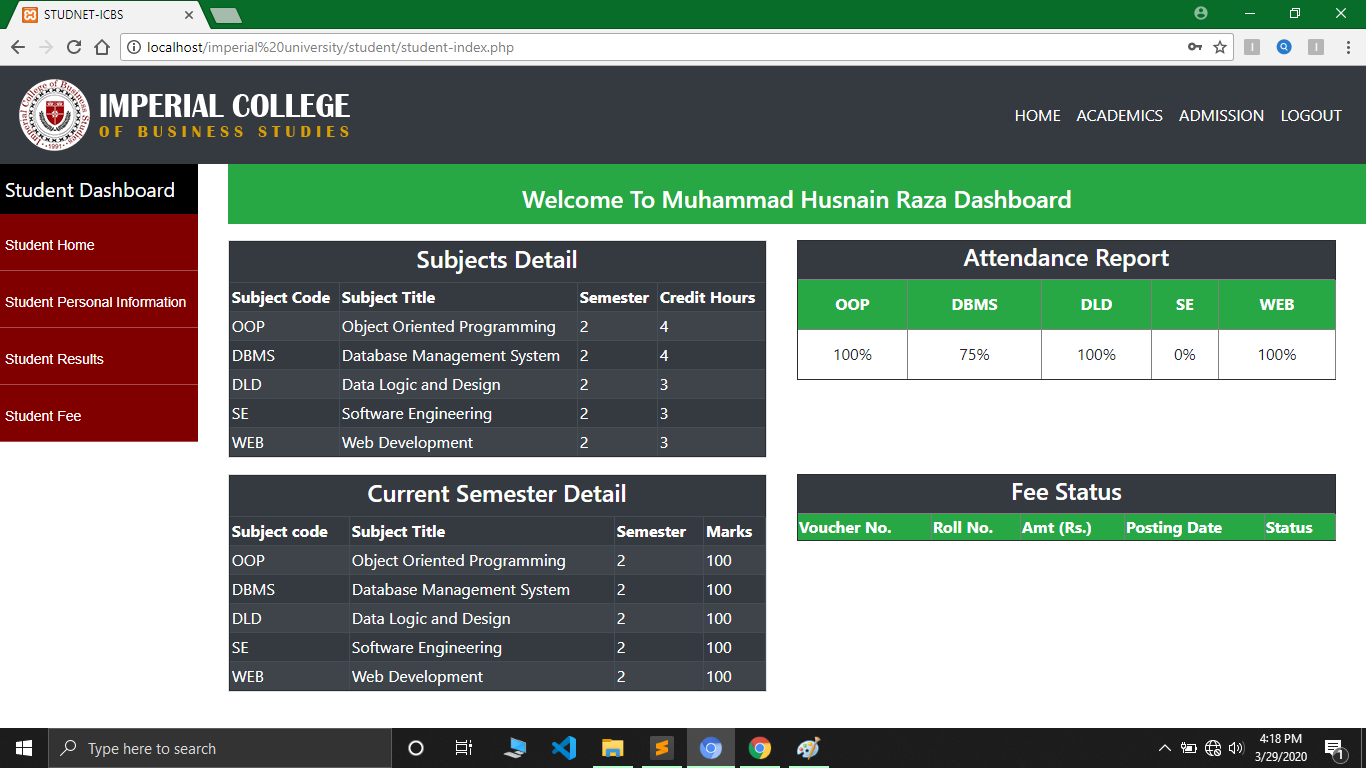 STUDNET-ICBS
localhost/imperial%20university/student/student-index.php
Imperial College of Business Studies
1991
IMPERIAL COLLEGE
OF BUSINESS STUDIES
HOME ACADEMICS ADMISSION LOGOUT
Student Dashboard
Student Home
Student Personal Information
Student Results
Student Fee
Welcome To Muhammad Husnain Raza Dashboard
Subjects Detail
Subject Code Subject Title Semester Credit Hours
OOP Object Oriented Programming 2 4
DBMS Database Management System 2 4
DLD Data Logic and Design 2 3
SE Software Engineering 2 3
WEB Web Development 2 3
Attendance Report
OOP DBMS DLD SE WEB
100% 75% 100% 0% 100%
Current Semester Detail
Subject code Subject Title Semester Marks
OOP Object Oriented Programming 2 100
DBMS Database Management System 2 100
DLD Data Logic and Design 2 100
SE Software Engineering 2 100
WEB Web Development 2 100
Fee Status
Voucher No. Roll No. Amt (Rs.) Posting Date Status
Type here to search
4:18 PM
3/29/2020
1